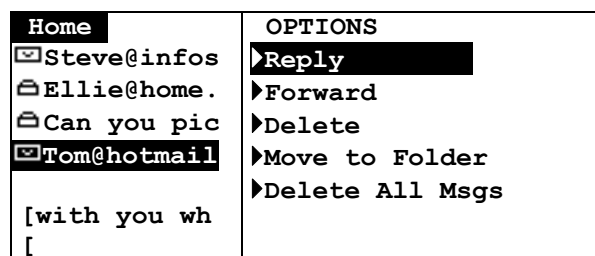 Home
Steve@infos
Ellie@home.
Can you pic
Tom@hotmail
[with you wh
[
OPTIONS
Reply
Forward
Delete
Move to Folder
Delete All Msgs